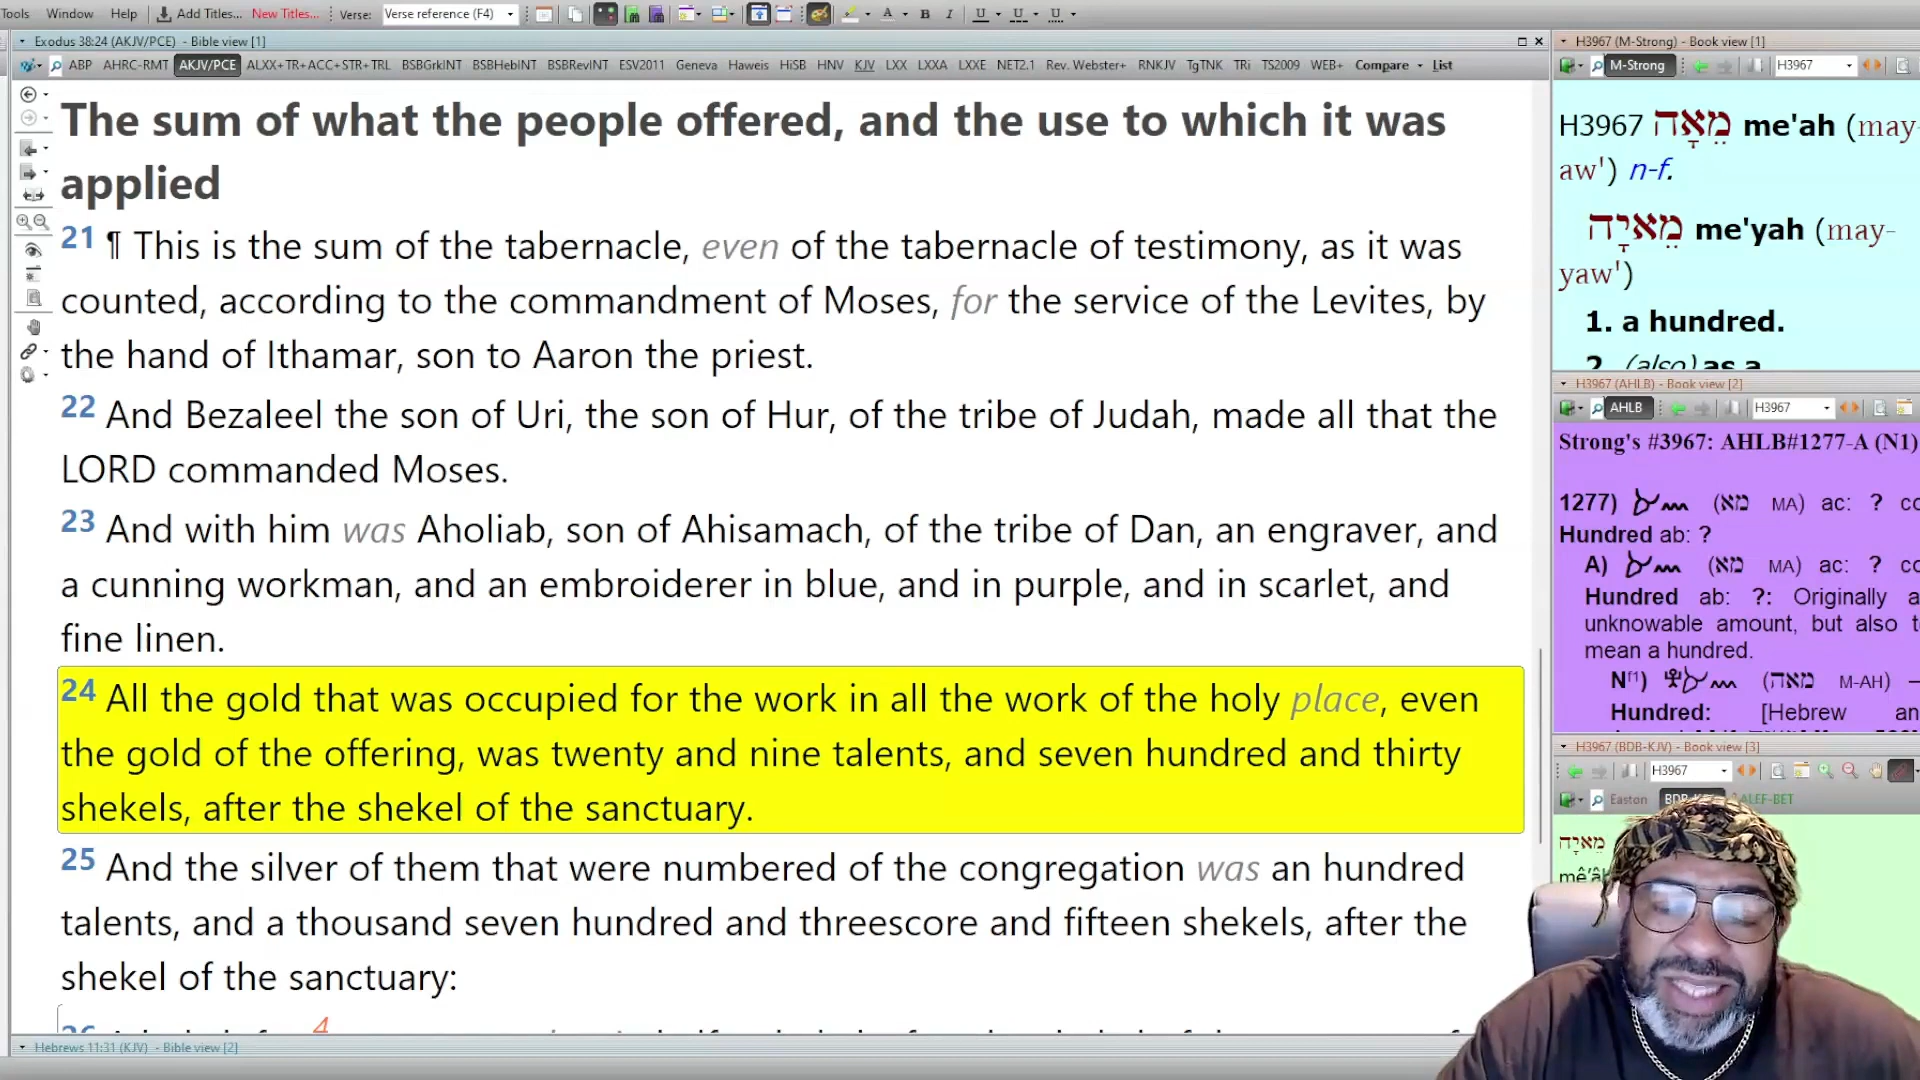 Tools Window Help Add Titles... New Titles... Verse: Verse reference (F4) A B I U U U
Exodus 38:24 (AKJV/PCE) - Bible view [1]
ABP AHRC-RMT AKJV/PCE ALXX+TR+ACC+STR+TRL BSBGrkINT BSBHebINT BSBRevINT ESV2011 Geneva Haweis HiSB HNV KJV LXX LXXA LXXE NET2.1 Rev. Webster+ RNKJV TgTNK TRi TS2009 WEB+ Compare List
The sum of what the people offered, and the use to which it was
applied
21 ¶ This is the sum of the tabernacle, even of the tabernacle of testimony, as it was
counted, according to the commandment of Moses, for the service of the Levites, by
the hand of Ithamar, son to Aaron the priest.
22 And Bezaleel the son of Uri, the son of Hur, of the tribe of Judah, made all that the
LORD commanded Moses.
23 And with him was Aholiab, son of Ahisamach, of the tribe of Dan, an engraver, and
a cunning workman, and an embroiderer in blue, and in purple, and in scarlet, and
fine linen.
24 All the gold that was occupied for the work in all the work of the holy place, even
the gold of the offering, was twenty and nine talents, and seven hundred and thirty
shekels, after the shekel of the sanctuary.
25 And the silver of them that were numbered of the congregation was an hundred
talents, and a thousand seven hundred and threescore and fifteen shekels, after the
shekel of the sanctuary:
4
Hebrews 11:31 (KJV) - Bible view [2]
H3967 (M-Strong) - Book view [1]
M-Strong H3967
H3967 מֵאָה me'ah (may-
aw') n-f.
מֵאיָה me'yah (may-
yaw')
1. a hundred.
2. (also) as a
H3967 (AHLB) - Book view [2]
AHLB H3967
Strong's #3967: AHLB#1277-A (N1)
1277) (מא MA) ac: ? co
Hundred ab: ?
A) (מא MA) ac: ? co
Hundred ab: ?: Originally a
unknowable amount, but also t
mean a hundred.
Nf1) (מאה M-AH) —
Hundred: [Hebrew an
H3967 (BDB-KJV) - Book view [3]
H3967
Easton ALEF-BET
מֵאיָה